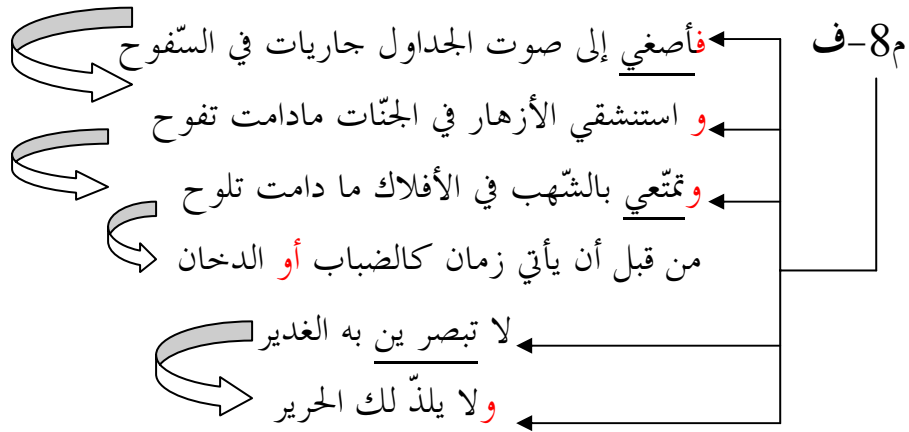 م8-ف
فأصغي إلى صوت الجداول جاريات في السّفوح
و استنشقي الأزهار في الجنّات مادامت تفوح
وتمتّعي بالشّهب في الأفلاك ما دامت تلوح
من قبل أن يأتي زمان كالضباب أو الدخان
لا تبصر ين به الغدير
ولا يلذّ لك الحرير